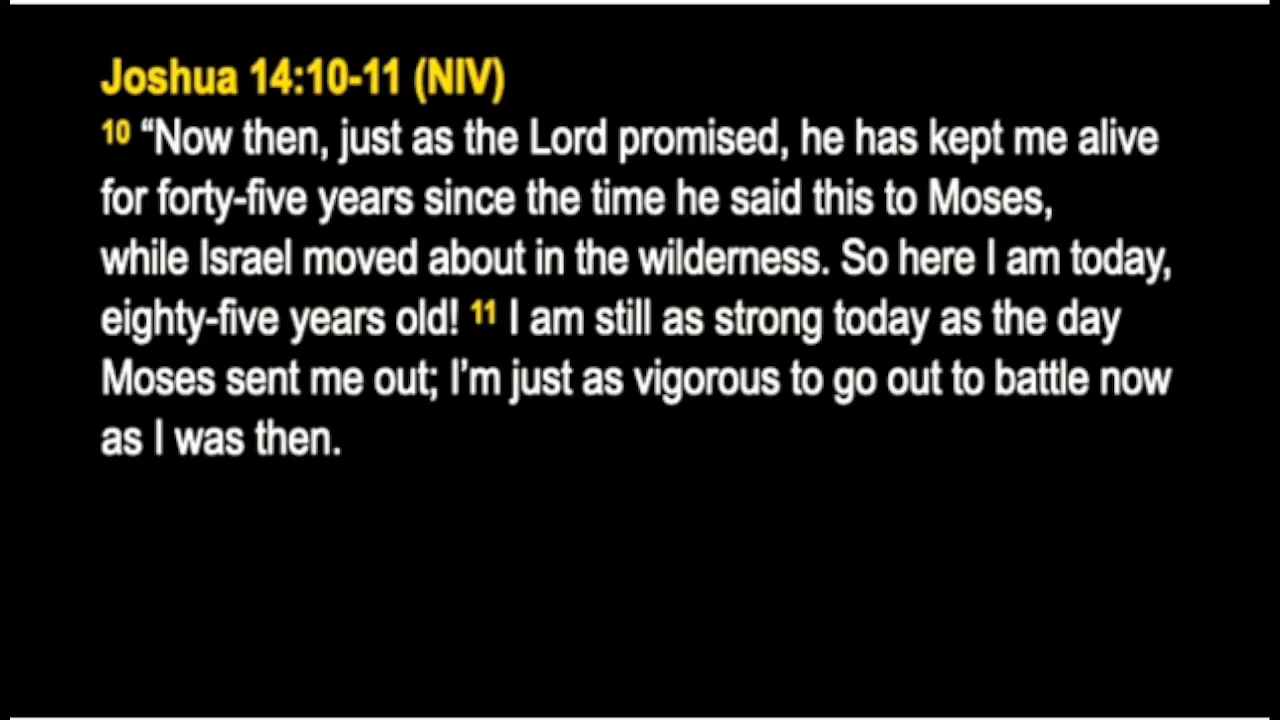 Joshua 14:10-11 (NIV)
10 “Now then, just as the Lord promised, he has kept me alive
for forty-five years since the time he said this to Moses,
while Israel moved about in the wilderness. So here I am today,
eighty-five years old! 11 I am still as strong today as the day
Moses sent me out; I’m just as vigorous to go out to battle now
as I was then.